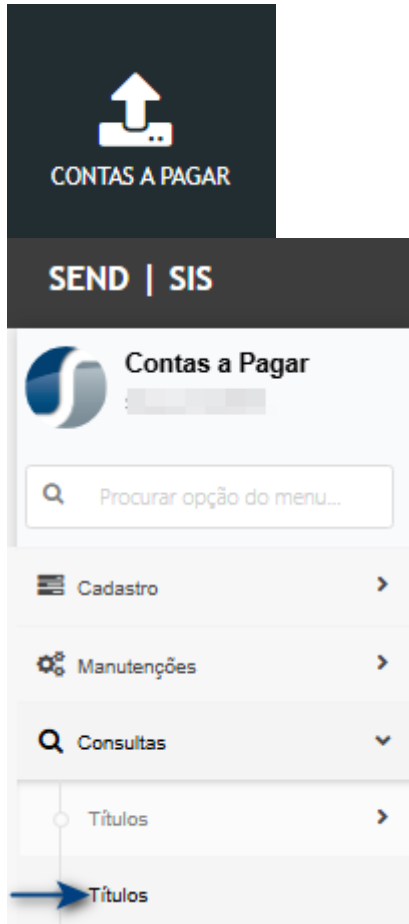 CONTAS A PAGAR
SEND | SIS
Contas a Pagar
Procurar opção do menu...
Cadastro
Manutenções
Consultas
Títulos
Títulos